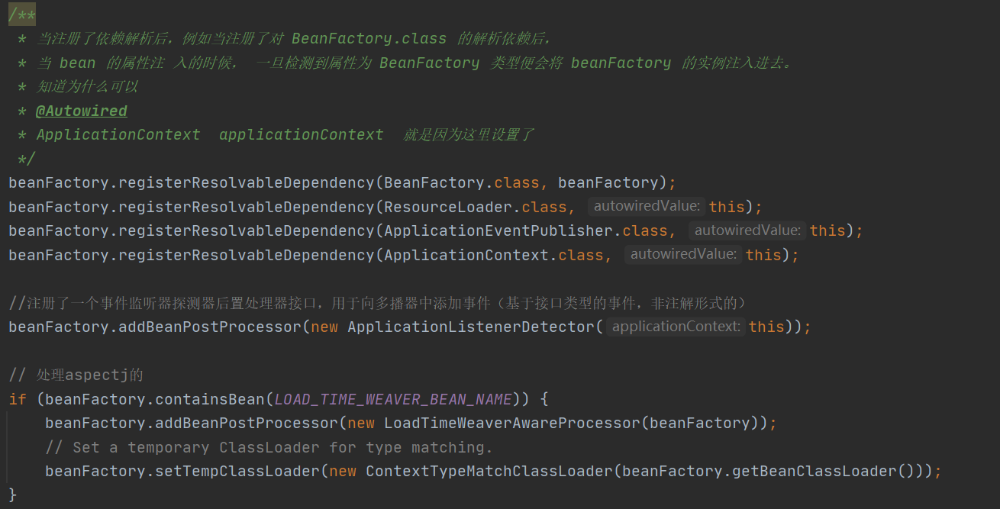 /**
 * 当注册了依赖解析后，例如当注册了对 BeanFactory.class 的解析依赖后，
 * 当 bean 的属性注 入的时候， 一旦检测到属性为 BeanFactory 类型便会将 beanFactory 的实例注入进去。
 * 知道为什么可以
 * @Autowired
 * ApplicationContext  applicationContext  就是因为这里设置了
 */
beanFactory.registerResolvableDependency(BeanFactory.class, beanFactory);
beanFactory.registerResolvableDependency(ResourceLoader.class, autowiredValue: this);
beanFactory.registerResolvableDependency(ApplicationEventPublisher.class, autowiredValue: this);
beanFactory.registerResolvableDependency(ApplicationContext.class, autowiredValue: this);
//注册了一个事件监听器探测器后置处理器接口，用于向多播器中添加事件（基于接口类型的事件，非注解形式的）
beanFactory.addBeanPostProcessor(new ApplicationListenerDetector( applicationContext: this));
// 处理aspectj的
if (beanFactory.containsBean(LOAD_TIME_WEAVER_BEAN_NAME)) {
    beanFactory.addBeanPostProcessor(new LoadTimeWeaverAwareProcessor(beanFactory));
    // Set a temporary ClassLoader for type matching.
    beanFactory.setTempClassLoader(new ContextTypeMatchClassLoader(beanFactory.getBeanClassLoader()));
}